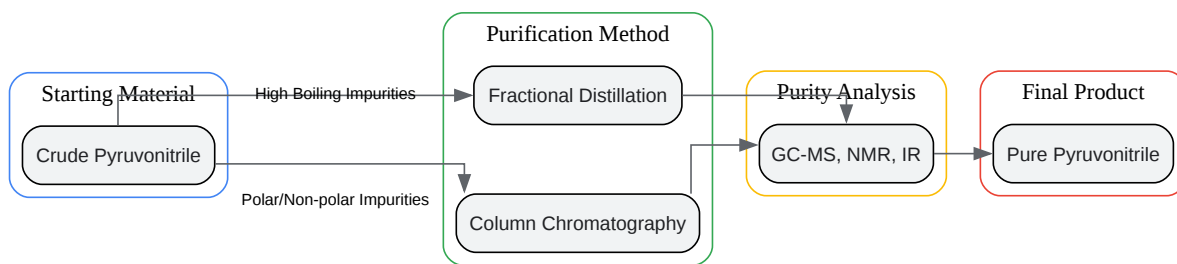 Purification Method
Starting Material
High Boiling Impurities
Fractional Distillation
Purity Analysis
Final Product
Crude Pyruvonitrile
GC-MS, NMR, IR
Pure Pyruvonitrile
Polar/Non-polar Impurities
Column Chromatography